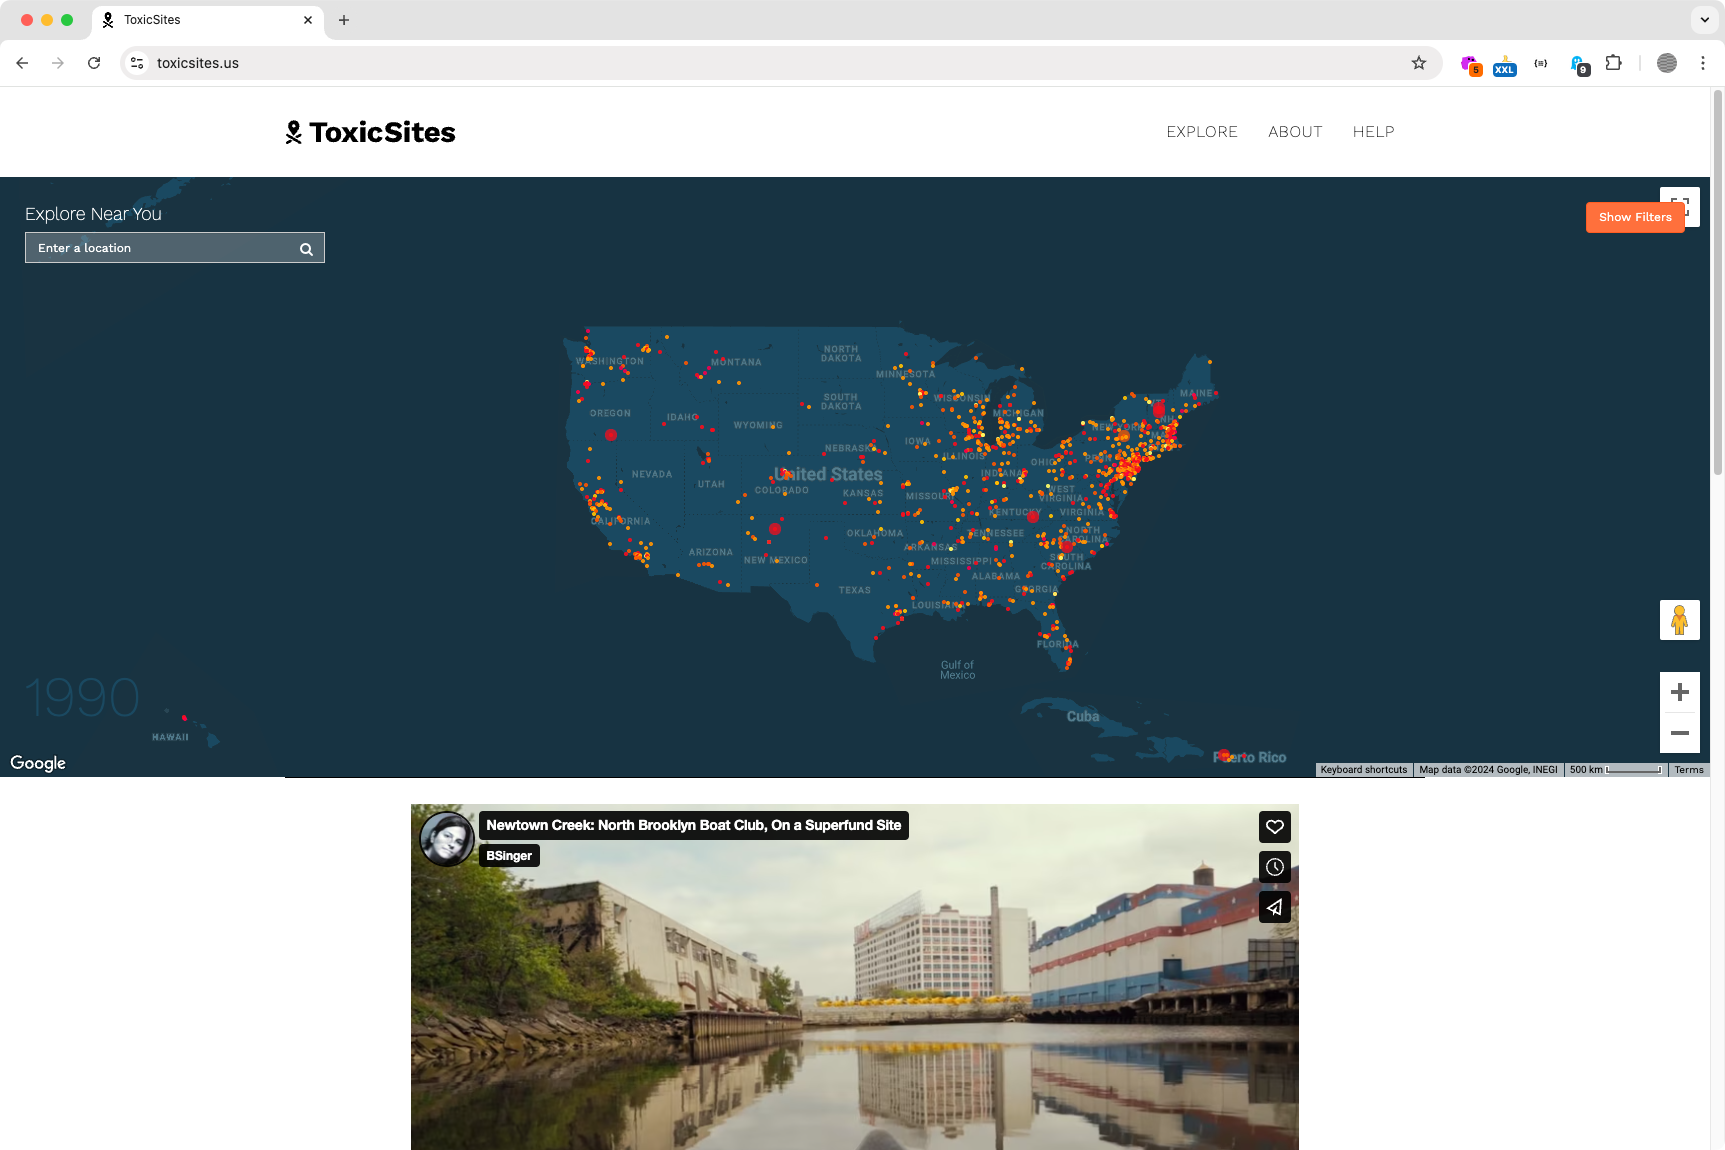 ToxicSites
toxicsites.us
5
XXL
9
ToxicSites
EXPLORE
ABOUT
HELP
Explore Near You
Enter a location
Show Filters
WASHINGTON
MONTANA
NORTH
DAKOTA
MINNESOTA
OREGON
IDAHO
WYOMING
SOUTH
DAKOTA
WISCONSIN
MICHIGAN
MAINE
VT
NH
NEW YORK
MA
NEBRASKA
IOWA
ILLINOIS
INDIANA
OHIO
PENN
NEVADA
UTAH
United States
COLORADO
KANSAS
MISSOURI
WEST
VIRGINIA
KENTUCKY
VIRGINIA
CALIFORNIA
OKLAHOMA
TENNESSEE
NORTH
CAROLINA
ARIZONA
NEW MEXICO
ARKANSAS
MISSISSIPPI
SOUTH
CAROLINA
ALABAMA
GEORGIA
TEXAS
LOUISIANA
FLORIDA
Gulf of
Mexico
1990
HAWAII
Cuba
Puerto Rico
Google
Keyboard shortcuts
Map data ©2024 Google, INEGI
500 km
Terms
Newtown Creek: North Brooklyn Boat Club, On a Superfund Site
BSinger